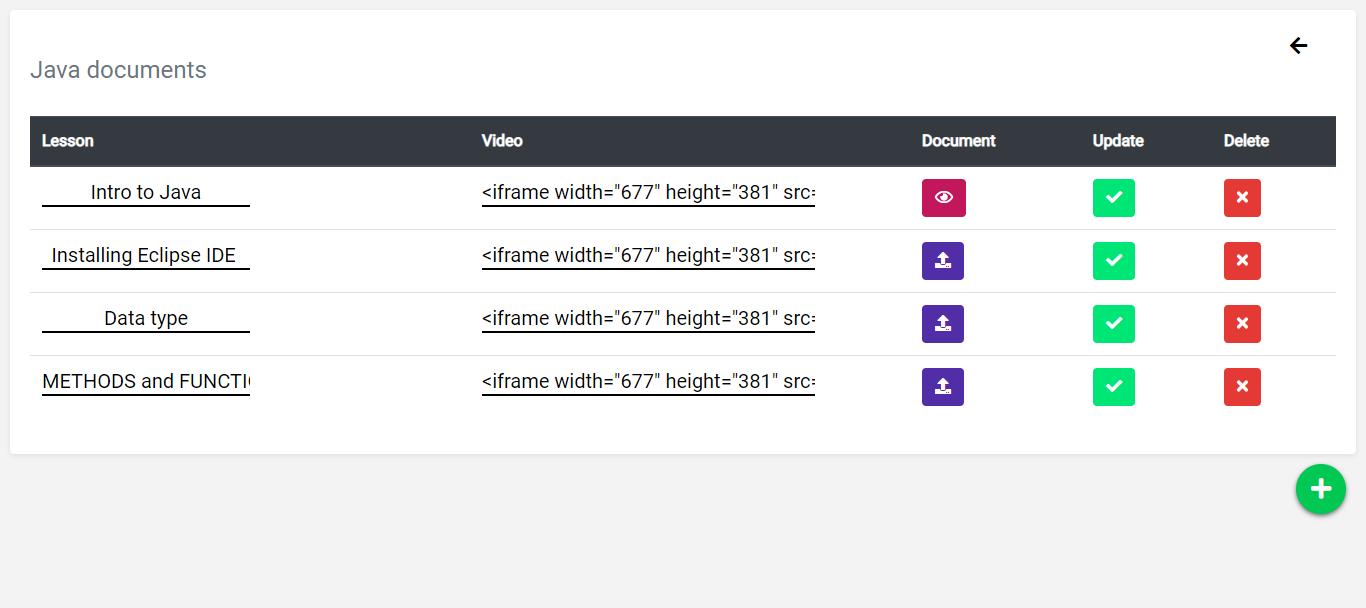 Java documents
Lesson Video Document Update Delete
Intro to Java <iframe width="677" height="381" src=
Installing Eclipse IDE <iframe width="677" height="381" src=
Data type <iframe width="677" height="381" src=
METHODS and FUNCTI <iframe width="677" height="381" src=